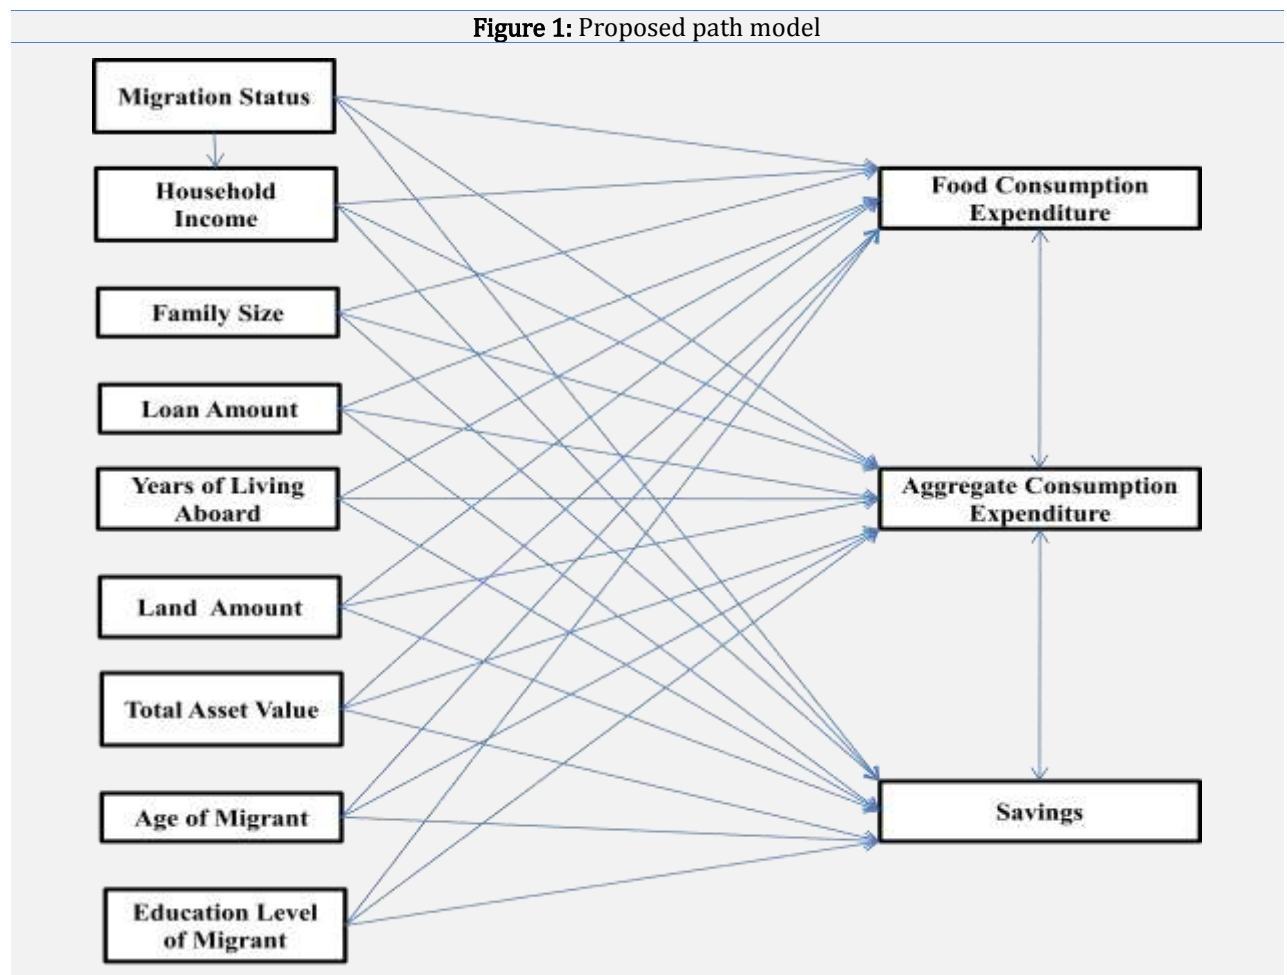 Figure 1: Proposed path model
Migration Status
Household
Income
Family Size
Loan Amount
Years of Living
Aboard
Land Amount
Total Asset Value
Age of Migrant
Education Level
of Migrant
Food Consumption
Expenditure
Aggregate Consumption
Expenditure
Savings